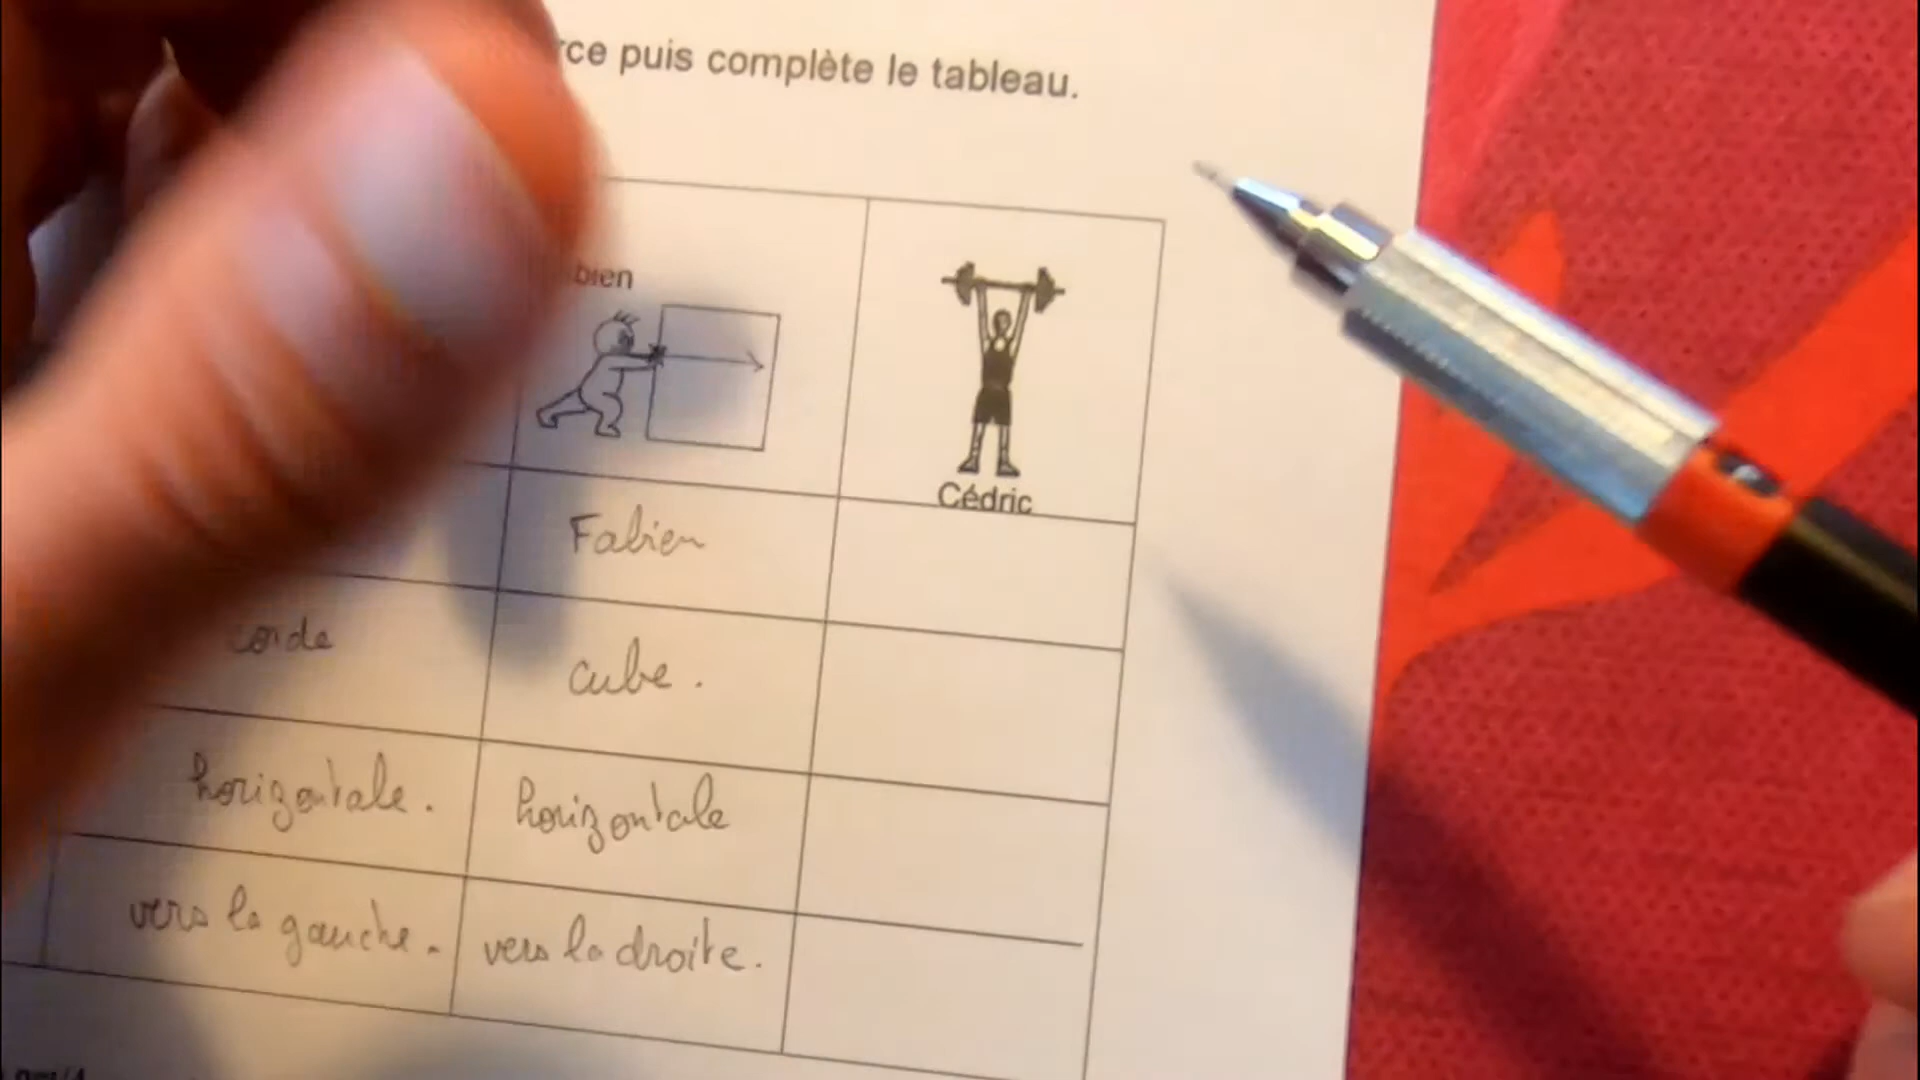 rce puis complète le tableau.
bien
Cédric
Fabien
corde
cube.
horizontale.
horizontale
vers la gauche.
vers la droite.